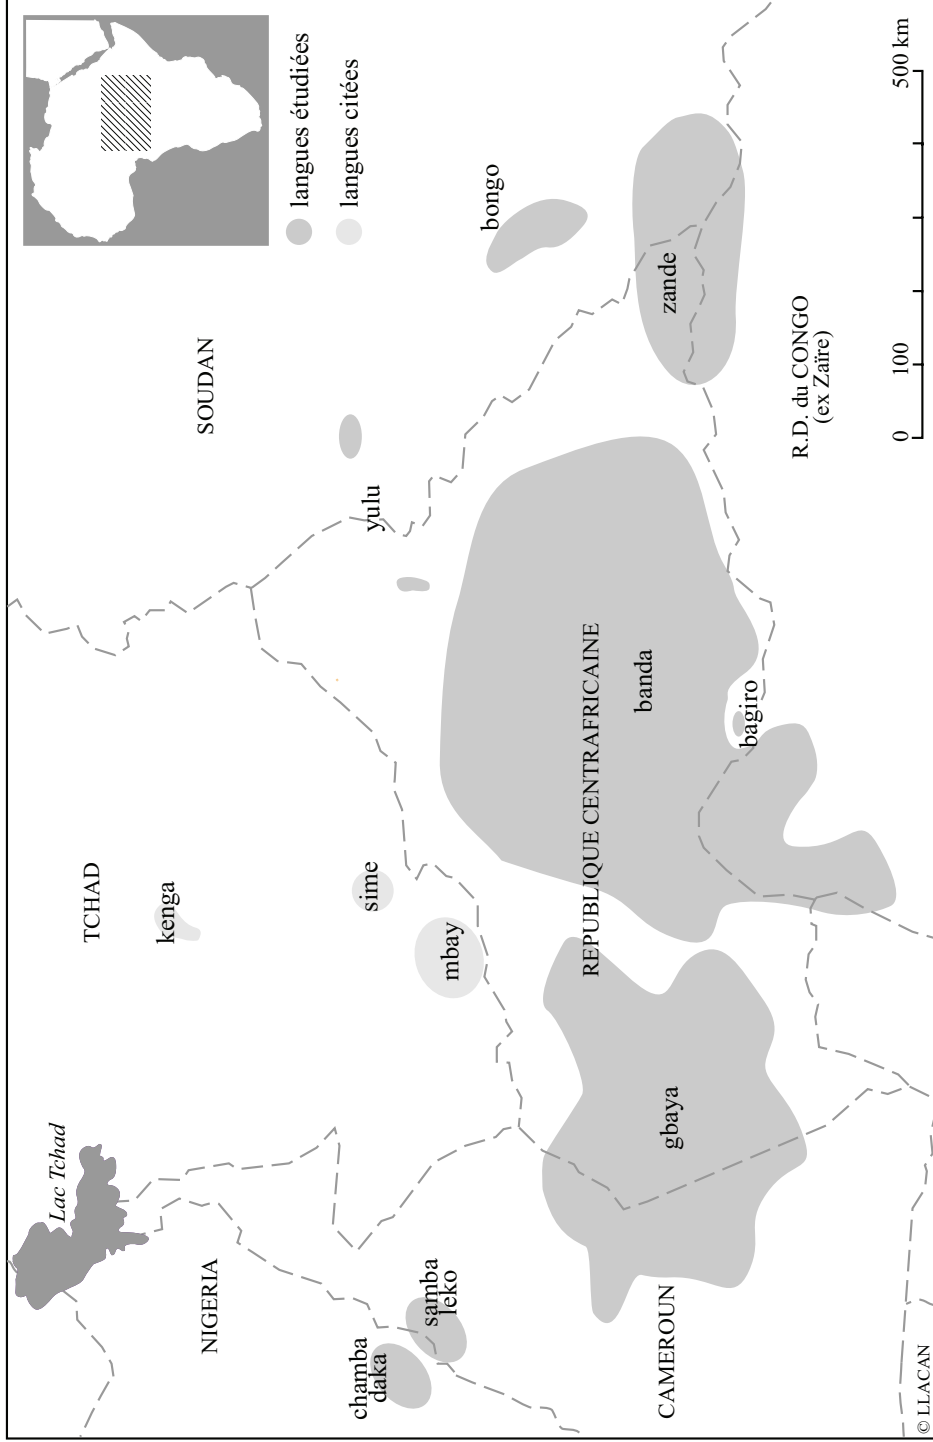 Lac Tchad
TCHAD
SOUDAN
langues étudiées
langues citées
kenga
NIGERIA
sime
yulu
bongo
chamba
daka
samba
leko
mbay
REPUBLIQUE CENTRAFRICAINE
banda
zande
gbaya
CAMEROUN
bagiro
R.D. du CONGO
(ex Zaïre)
0 100 500 km
© LLACAN